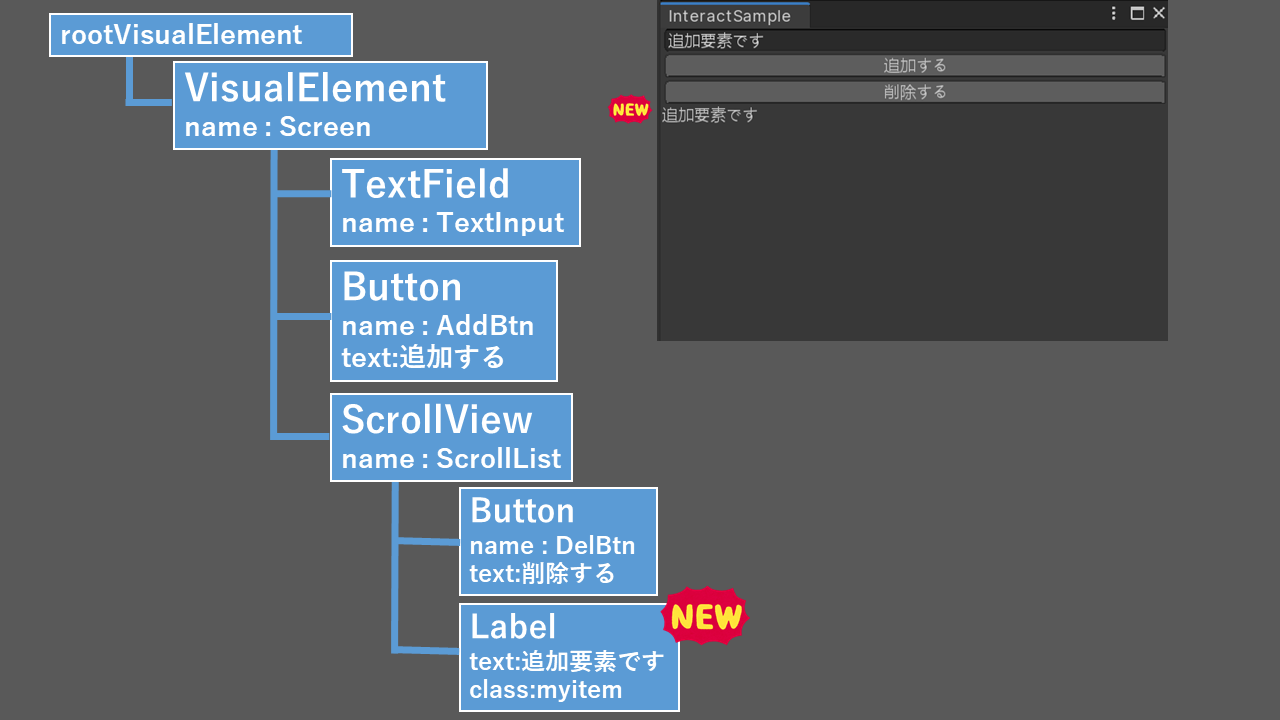 rootVisualElement
VisualElement
name : Screen
TextField
name : TextInput
Button
name : AddBtn
text:追加する
ScrollView
name : ScrollList
Button
name : DelBtn
text:削除する
Label
text:追加要素です
class:myitem
NEW
InteractSample
追加要素です
追加する
削除する
NEW
追加要素です